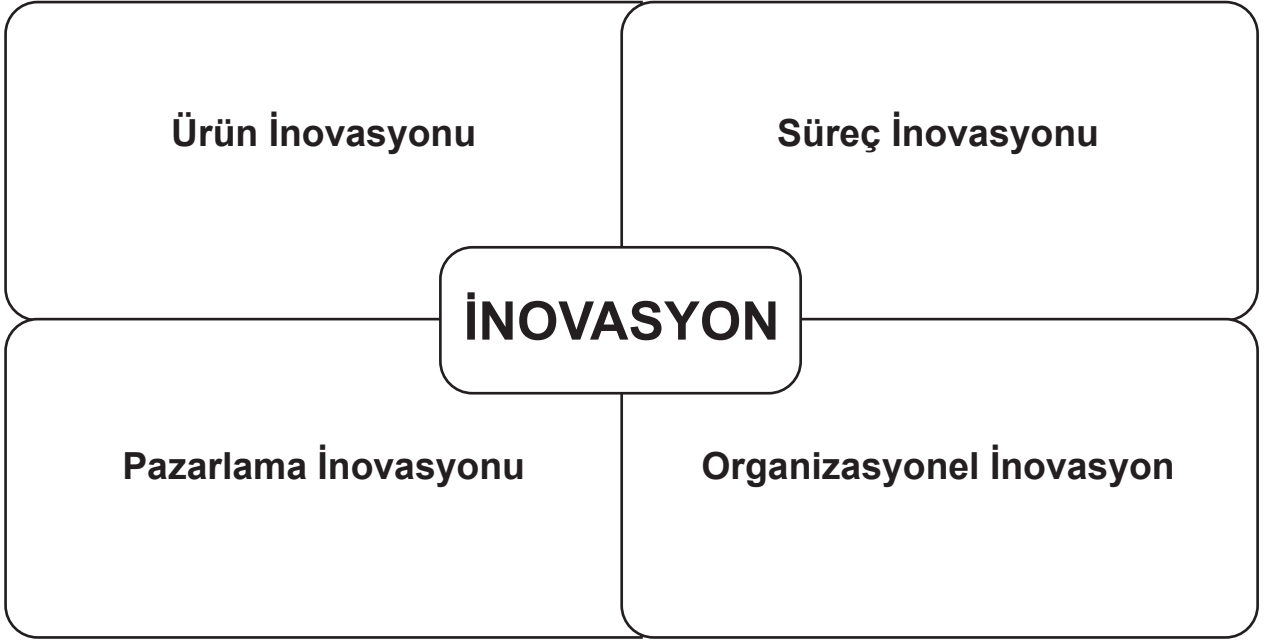 Ürün İnovasyonu
Süreç İnovasyonu
İNOVASYON
Pazarlama İnovasyonu
Organizasyonel İnovasyon